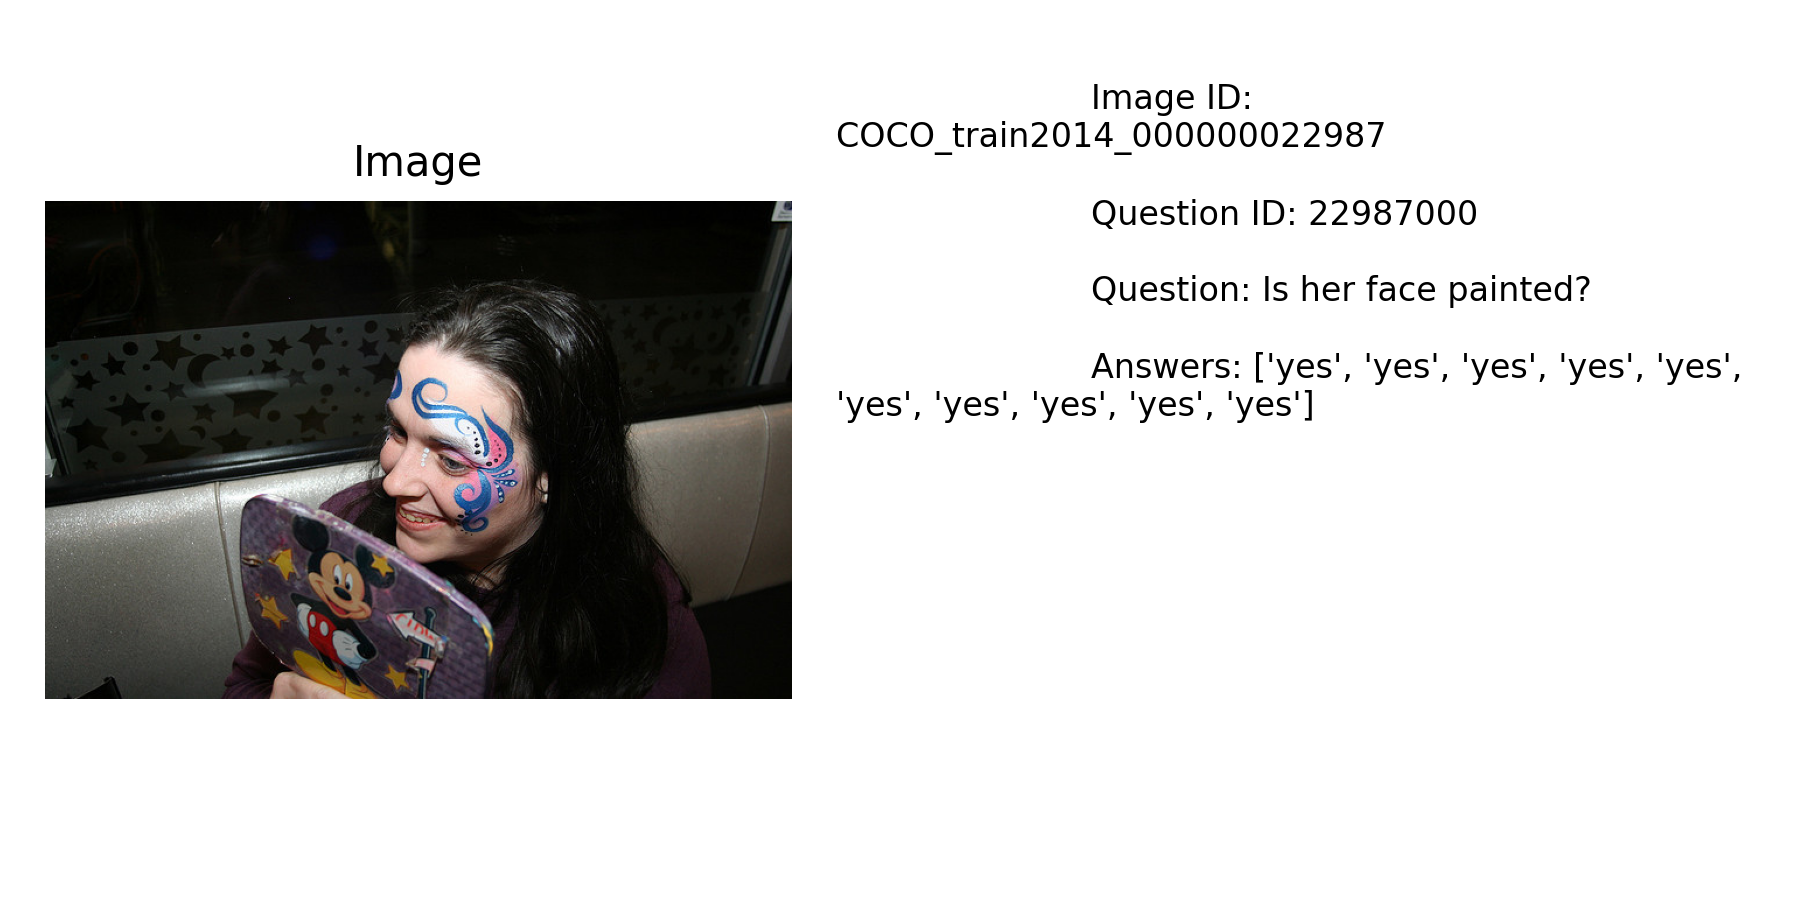 Image
Image ID:
COCO_train2014_000000022987
Question ID: 22987000
Question: Is her face painted?
Answers: ['yes', 'yes', 'yes', 'yes', 'yes',
'yes', 'yes', 'yes', 'yes', 'yes']